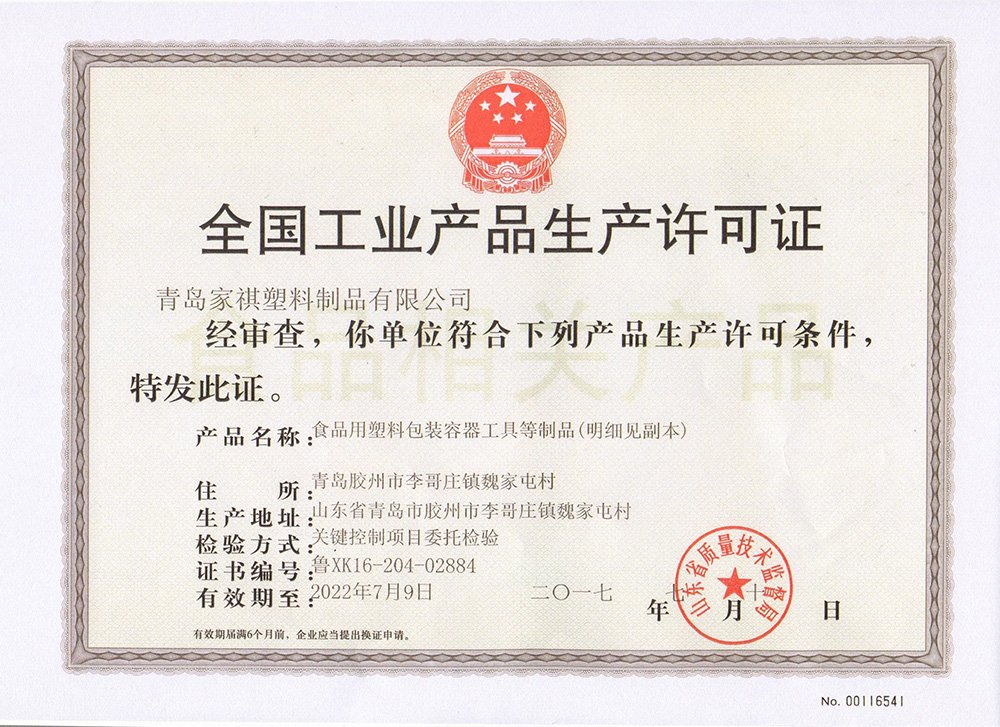 全国工业产品生产许可证
青岛家祺塑料制品有限公司
食品相关产品
经审查，你单位符合下列产品生产许可条件，
特发此证。
产品名称：食品用塑料包装容器工具等制品(明细见副本)
住 所：青岛胶州市李哥庄镇魏家屯村
生产地址：山东省青岛市胶州市李哥庄镇魏家屯村
检验方式：关键控制项目委托检验
证书编号：鲁XK16-204-02884
有效期至：2022年7月9日
二〇一七 年 七 月 十 日
山东省质量技术监督局
有效期届满6个月前，企业应当提出换证申请。
No. 00116541